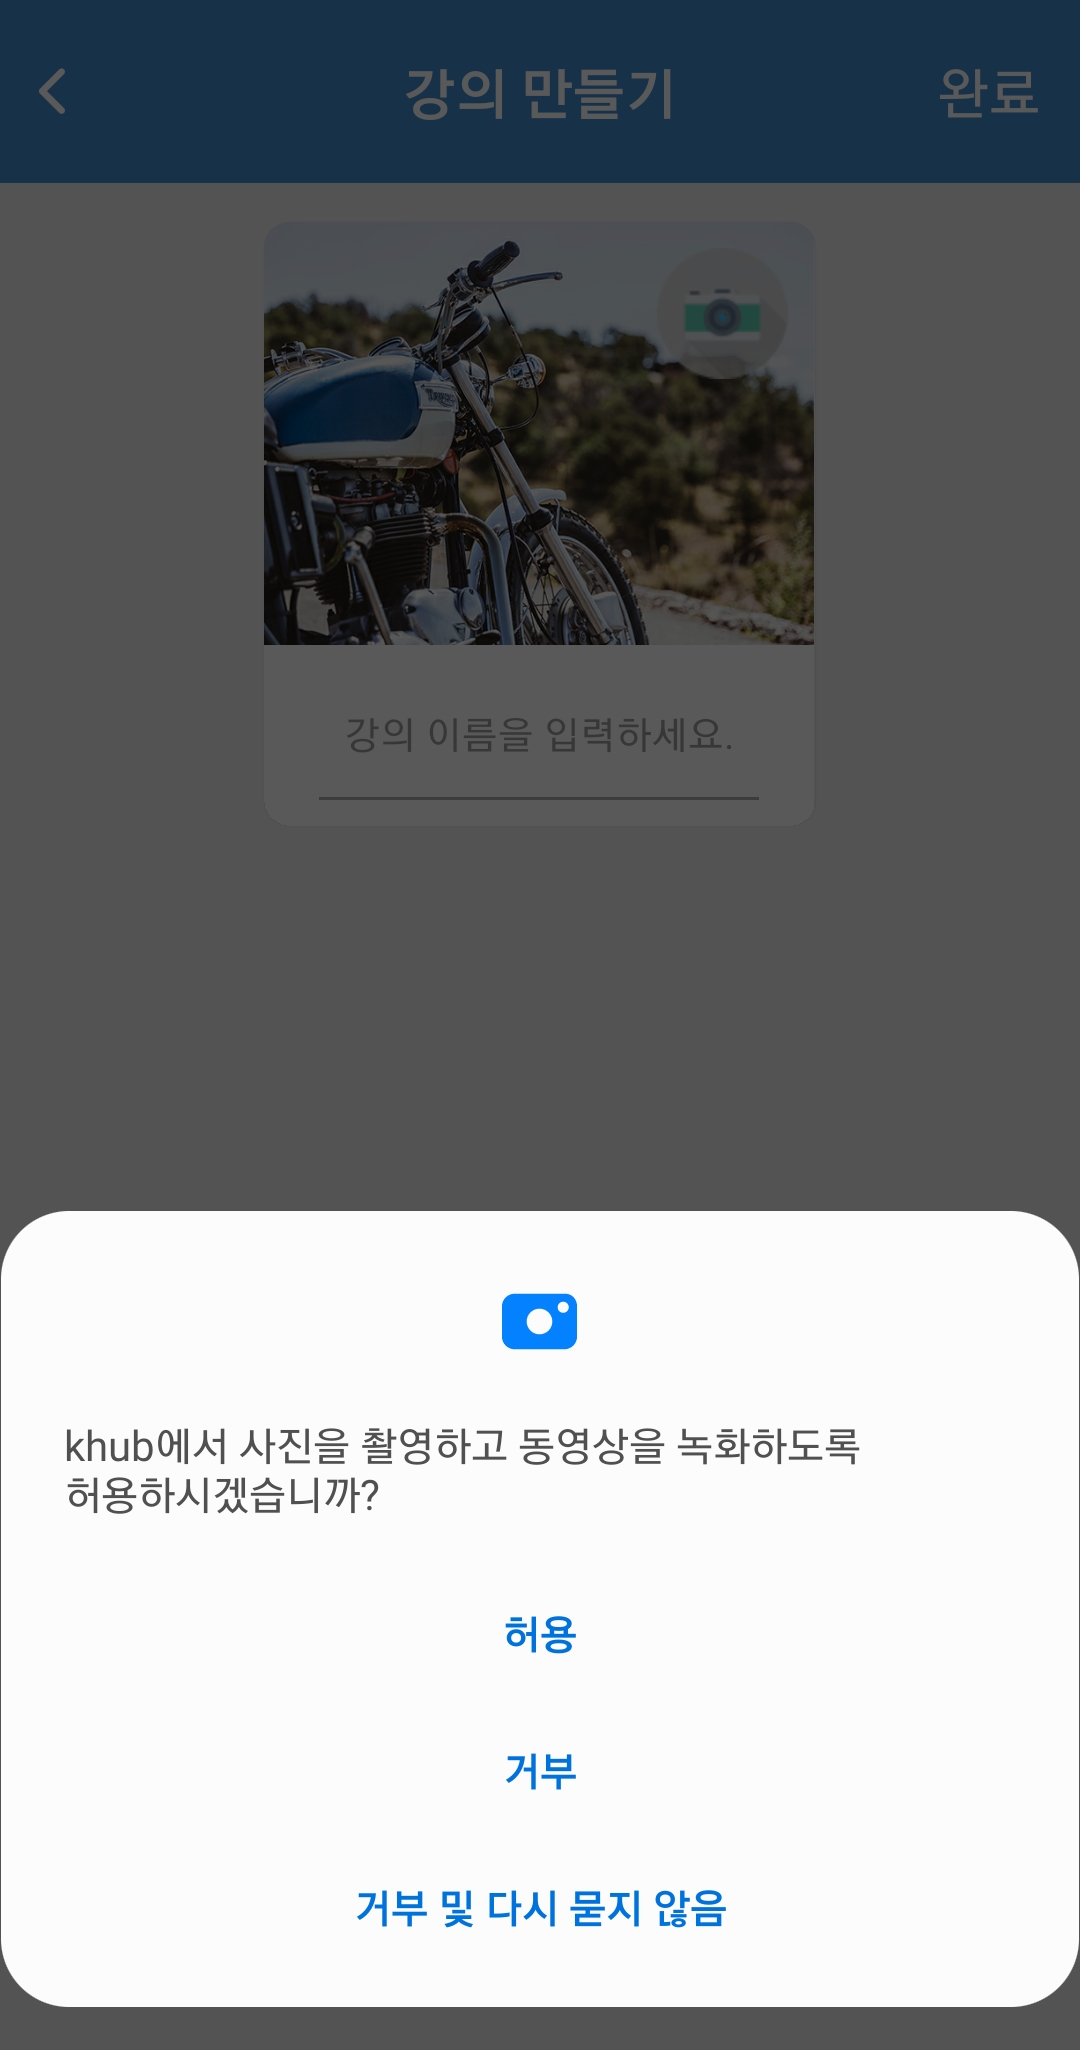 강의 만들기
완료
강의 이름을 입력하세요.
khub에서 사진을 촬영하고 동영상을 녹화하도록
허용하시겠습니까?
허용
거부
거부 및 다시 묻지 않음